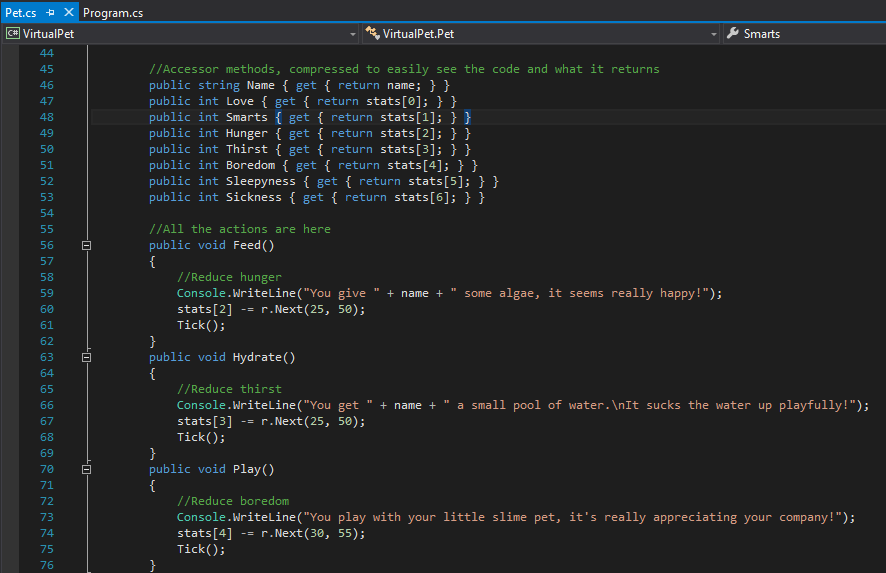 Pet.cs Program.cs
C# VirtualPet VirtualPet.Pet Smarts
44
45 //Accessor methods, compressed to easily see the code and what it returns
46 public string Name { get { return name; } }
47 public int Love { get { return stats[0]; } }
48 public int Smarts { get { return stats[1]; } }
49 public int Hunger { get { return stats[2]; } }
50 public int Thirst { get { return stats[3]; } }
51 public int Boredom { get { return stats[4]; } }
52 public int Sleepyness { get { return stats[5]; } }
53 public int Sickness { get { return stats[6]; } }
54
55 //All the actions are here
56 public void Feed()
57 {
58 //Reduce hunger
59 Console.WriteLine("You give " + name + " some algae, it seems really happy!");
60 stats[2] -= r.Next(25, 50);
61 Tick();
62 }
63 public void Hydrate()
64 {
65 //Reduce thirst
66 Console.WriteLine("You get " + name + " a small pool of water.\nIt sucks the water up playfully!");
67 stats[3] -= r.Next(25, 50);
68 Tick();
69 }
70 public void Play()
71 {
72 //Reduce boredom
73 Console.WriteLine("You play with your little slime pet, it's really appreciating your company!");
74 stats[4] -= r.Next(30, 55);
75 Tick();
76 }